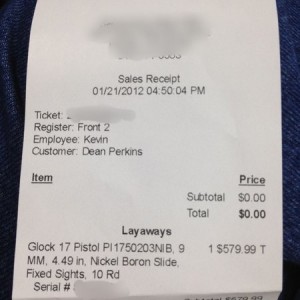 Sales Receipt
01/21/2012 04:50:04 PM
Ticket:
Register: Front 2
Employee: Kevin
Customer: Dean Perkins
Item Price
Subtotal $0.00
Total $0.00
Layaways
Glock 17 Pistol PI1750203NIB, 9 1 $579.99 T
MM, 4.49 in, Nickel Boron Slide,
Fixed Sights, 10 Rd
Serial #